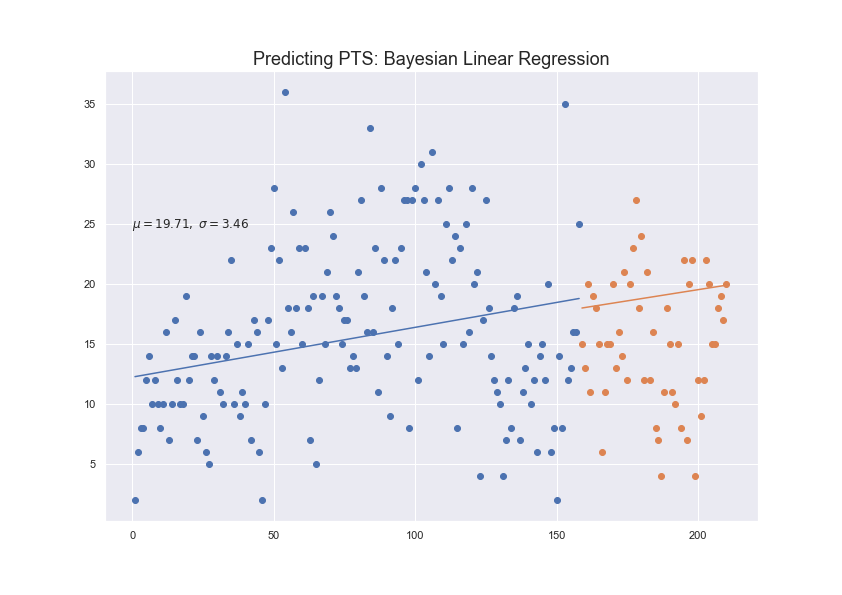 Predicting PTS: Bayesian Linear Regression
35
30
25
20
15
10
5
μ = 19.71, σ = 3.46
0 50 100 150 200